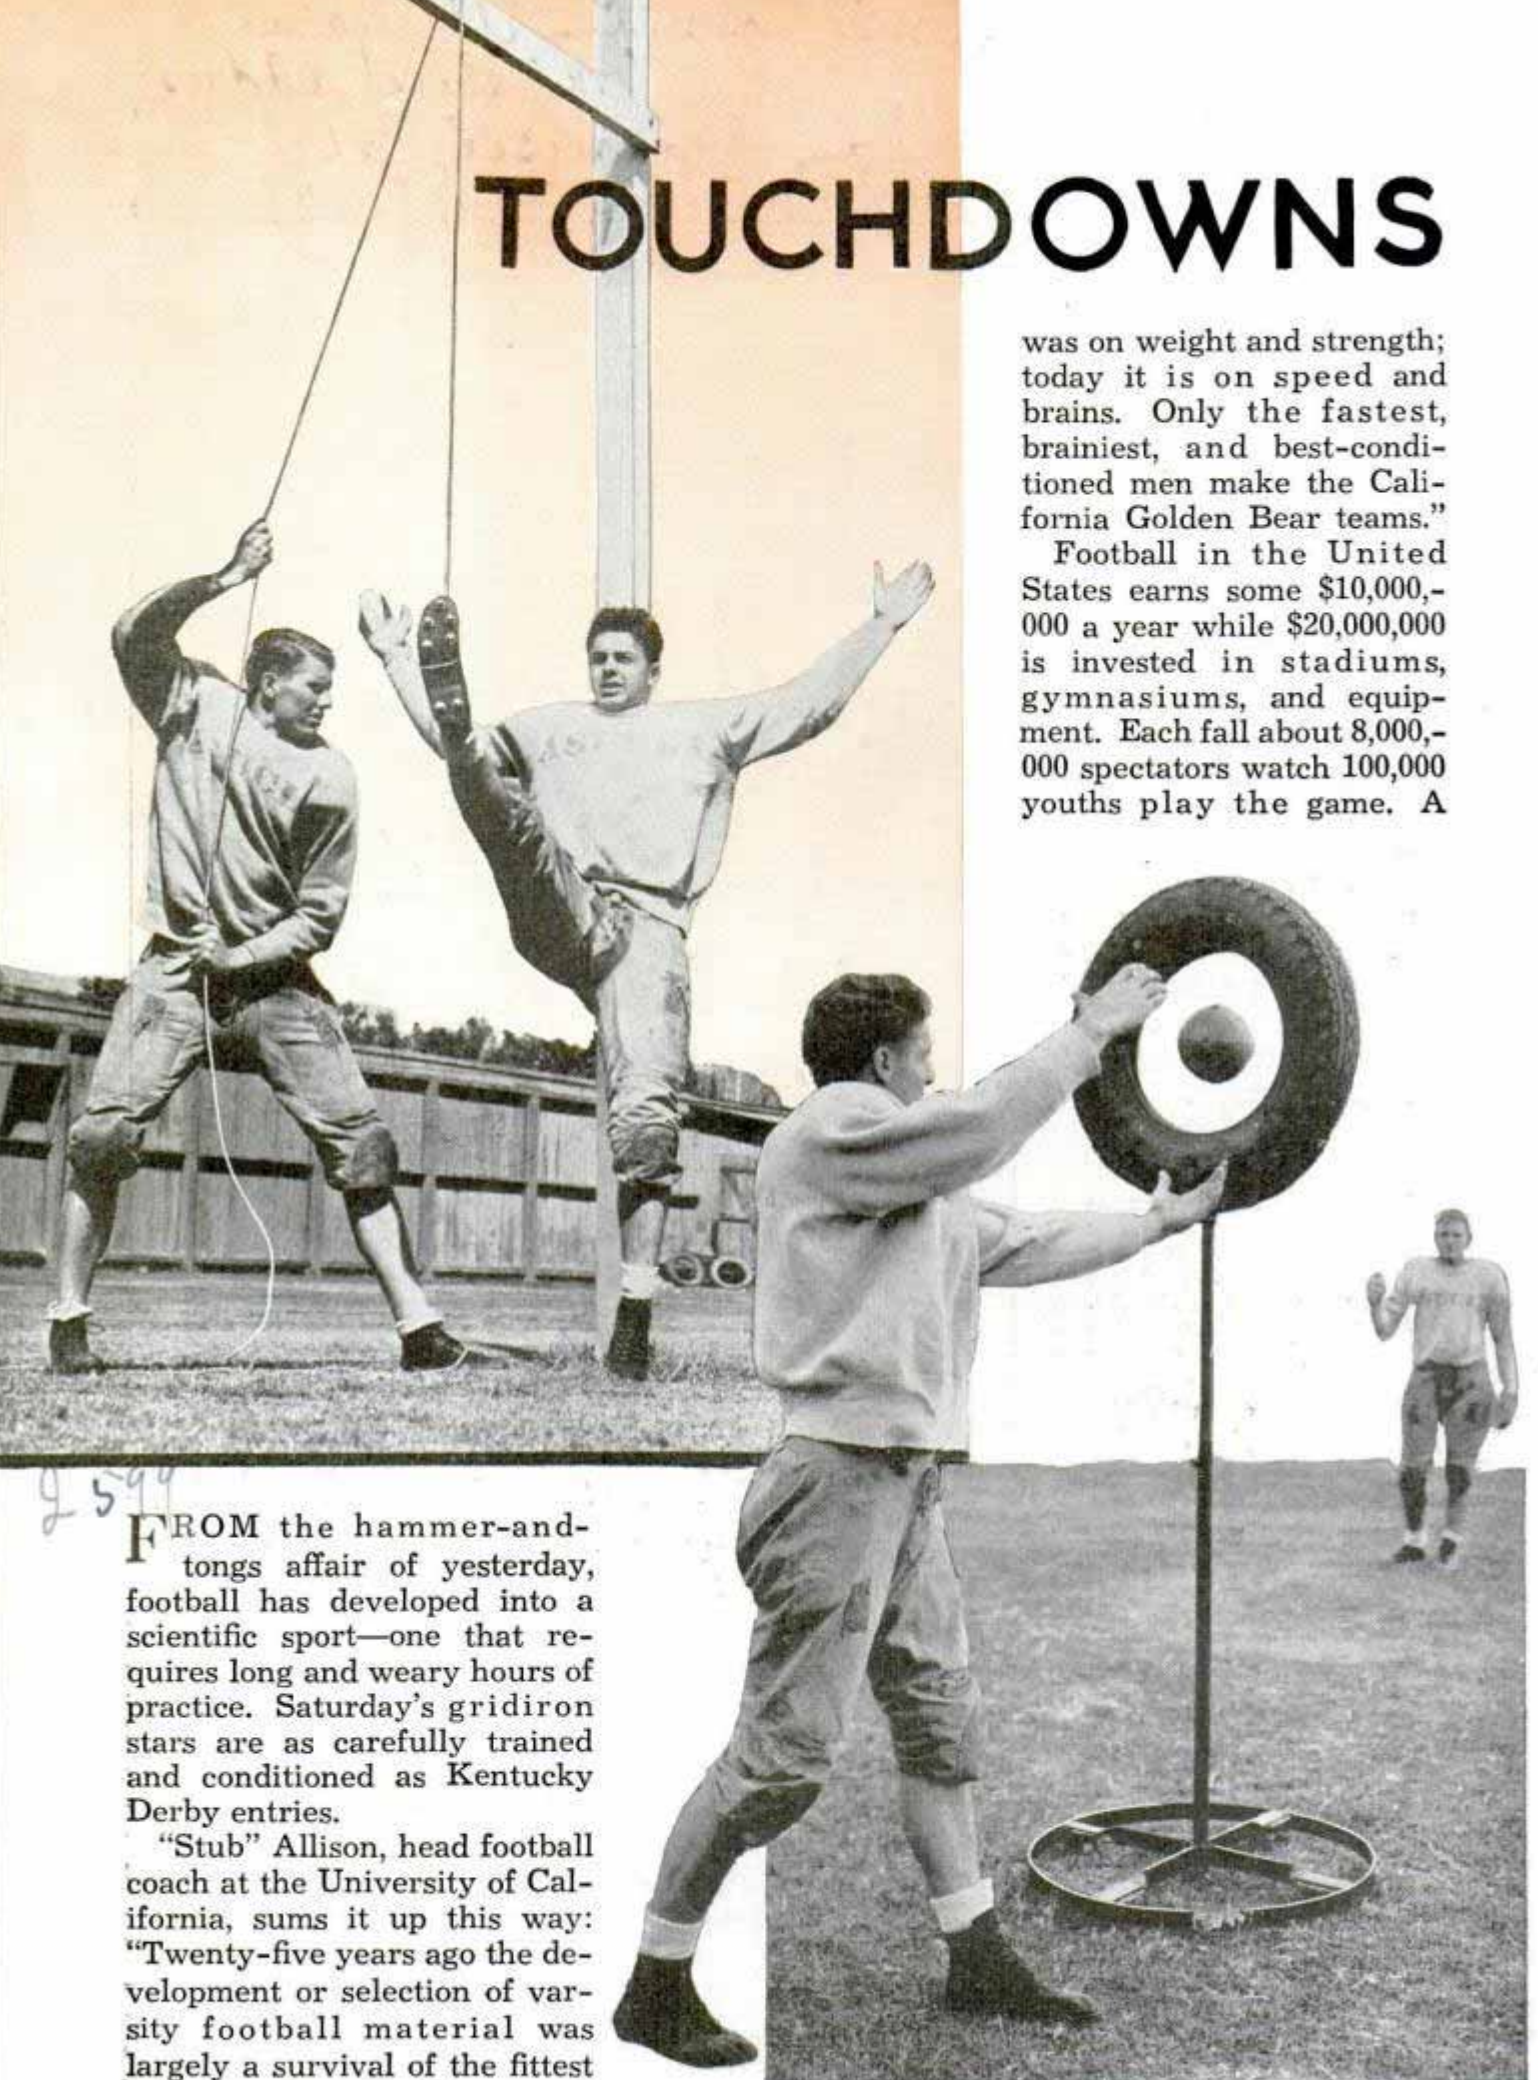 TOUCHDOWNS
was on weight and strength;
today it is on speed and
brains. Only the fastest,
brainiest, and best-condi-
tioned men make the Cali-
fornia Golden Bear teams.”
Football in the United
States earns some $10,000,-
000 a year while $20,000,000
is invested in stadiums,
gymnasiums, and equip-
ment. Each fall about 8,000,-
000 spectators watch 100,000
youths play the game. A
FROM the hammer-and-
tongs affair of yesterday,
football has developed into a
scientific sport—one that re-
quires long and weary hours of
practice. Saturday’s gridiron
stars are as carefully trained
and conditioned as Kentucky
Derby entries.
“Stub” Allison, head football
coach at the University of Cal-
ifornia, sums it up this way:
“Twenty-five years ago the de-
velopment or selection of var-
sity football material was
largely a survival of the fittest